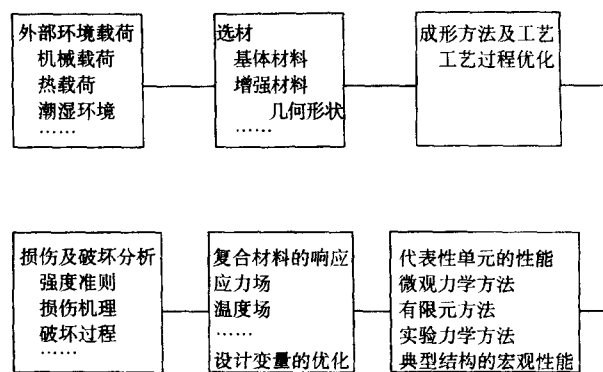 外部环境载荷
机械载荷
热载荷
潮湿环境
……
选材
基体材料
增强材料
几何形状
……
成形方法及工艺
工艺过程优化
损伤及破坏分析
强度准则
损伤机理
破坏过程
……
复合材料的响应
应力场
温度场
……
设计变量的优化
代表性单元的性能
微观力学方法
有限元方法
实验力学方法
典型结构的宏观性能